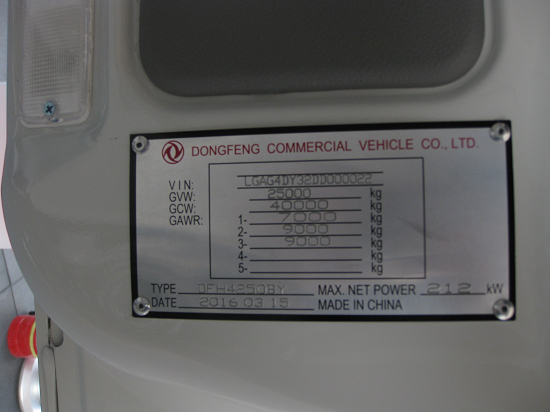 DONGFENG COMMERCIAL VEHICLE CO., LTD.
VIN: LGAG4DY32DD000022
GVW: 25000 kg
GCW: 40000 kg
GAWR: 1- 7000 kg
2- 9000 kg
3- 9000 kg
4- kg
5- kg
TYPE DFH4250BY MAX. NET POWER 212 kW
DATE 2016 03 15 MADE IN CHINA